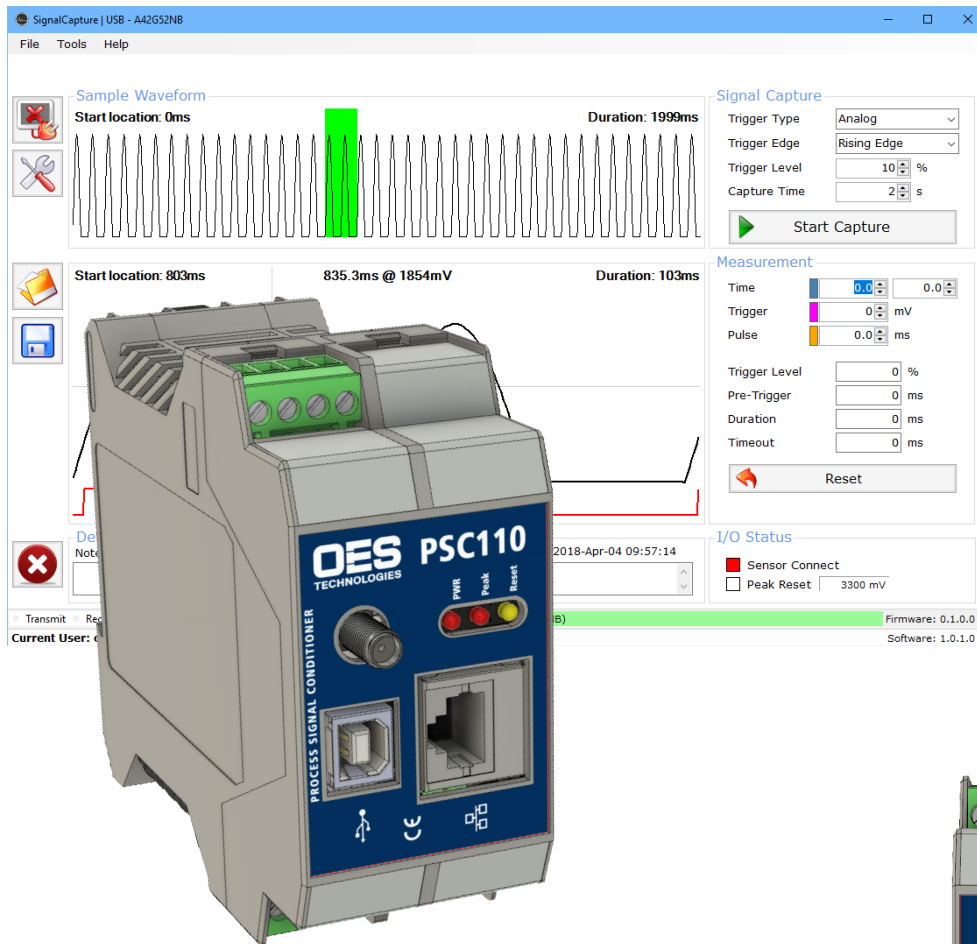 SignalCapture | USB - A42G52NB
File Tools Help
Sample Waveform
Start location: 0ms
Duration: 1999ms
Signal Capture
Trigger Type Analog
Trigger Edge Rising Edge
Trigger Level 10 %
Capture Time 2 s
Start Capture
Start location: 803ms
835.3ms @ 1854mV
Duration: 103ms
Measurement
Time 0.0 0.0
Trigger 0 mV
Pulse 0.0 ms
Trigger Level 0 %
Pre-Trigger 0 ms
Duration 0 ms
Timeout 0 ms
Reset
2018-Apr-04 09:57:14
I/O Status
Sensor Connect
Peak Reset 3300 mV
Transmit
Firmware: 0.1.0.0
Current User:
Software: 1.0.1.0
OES
TECHNOLOGIES
PSC110
PWR
Peak
Reset
PROCESS SIGNAL CONDITIONER
CE